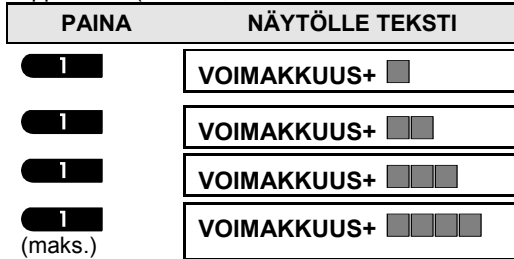 PAINA NÄYTÖLLE TEKSTI
1 VOIMAKKUUS+
1 VOIMAKKUUS+
1 VOIMAKKUUS+
1 VOIMAKKUUS+
(maks.)